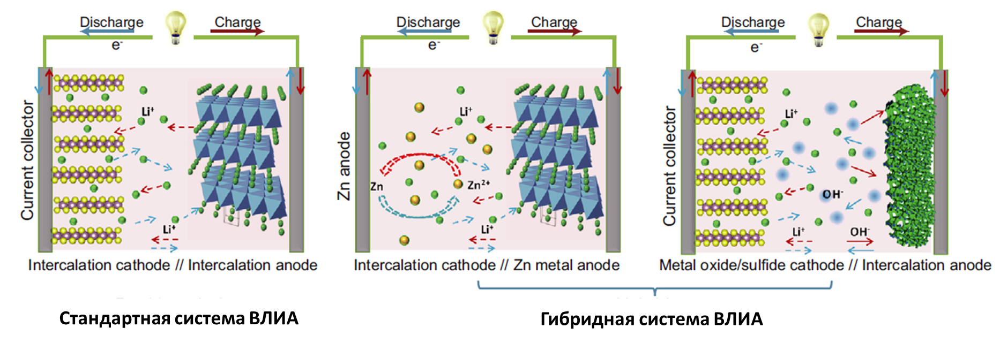 Discharge
Charge
e-
Current collector
Li+
Li+
Intercalation cathode // Intercalation anode
Discharge
Charge
e-
Zn anode
Li+
Zn
Zn2+
Li+
Intercalation cathode // Zn metal anode
Discharge
Charge
e-
Current collector
Li+
OH-
Li+
OH-
Metal oxide/sulfide cathode // Intercalation anode
Стандартная система ВЛИА
Гибридная система ВЛИА